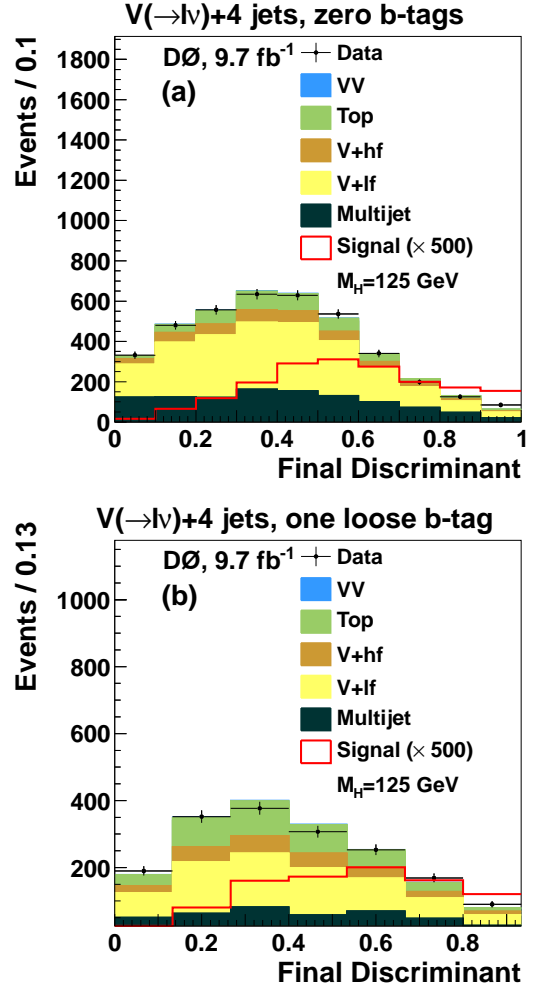 V(→lν)+4 jets, zero b-tags
Events / 0.1
DØ, 9.7 fb⁻¹
(a)
Data
VV
Top
V+hf
V+lf
Multijet
Signal (× 500)
M_H=125 GeV
1800
1600
1400
1200
1000
800
600
400
200
0
0 0.2 0.4 0.6 0.8 1
Final Discriminant
V(→lν)+4 jets, one loose b-tag
Events / 0.13
DØ, 9.7 fb⁻¹
(b)
Data
VV
Top
V+hf
V+lf
Multijet
Signal (× 500)
M_H=125 GeV
1000
800
600
400
200
0 0.2 0.4 0.6 0.8
Final Discriminant